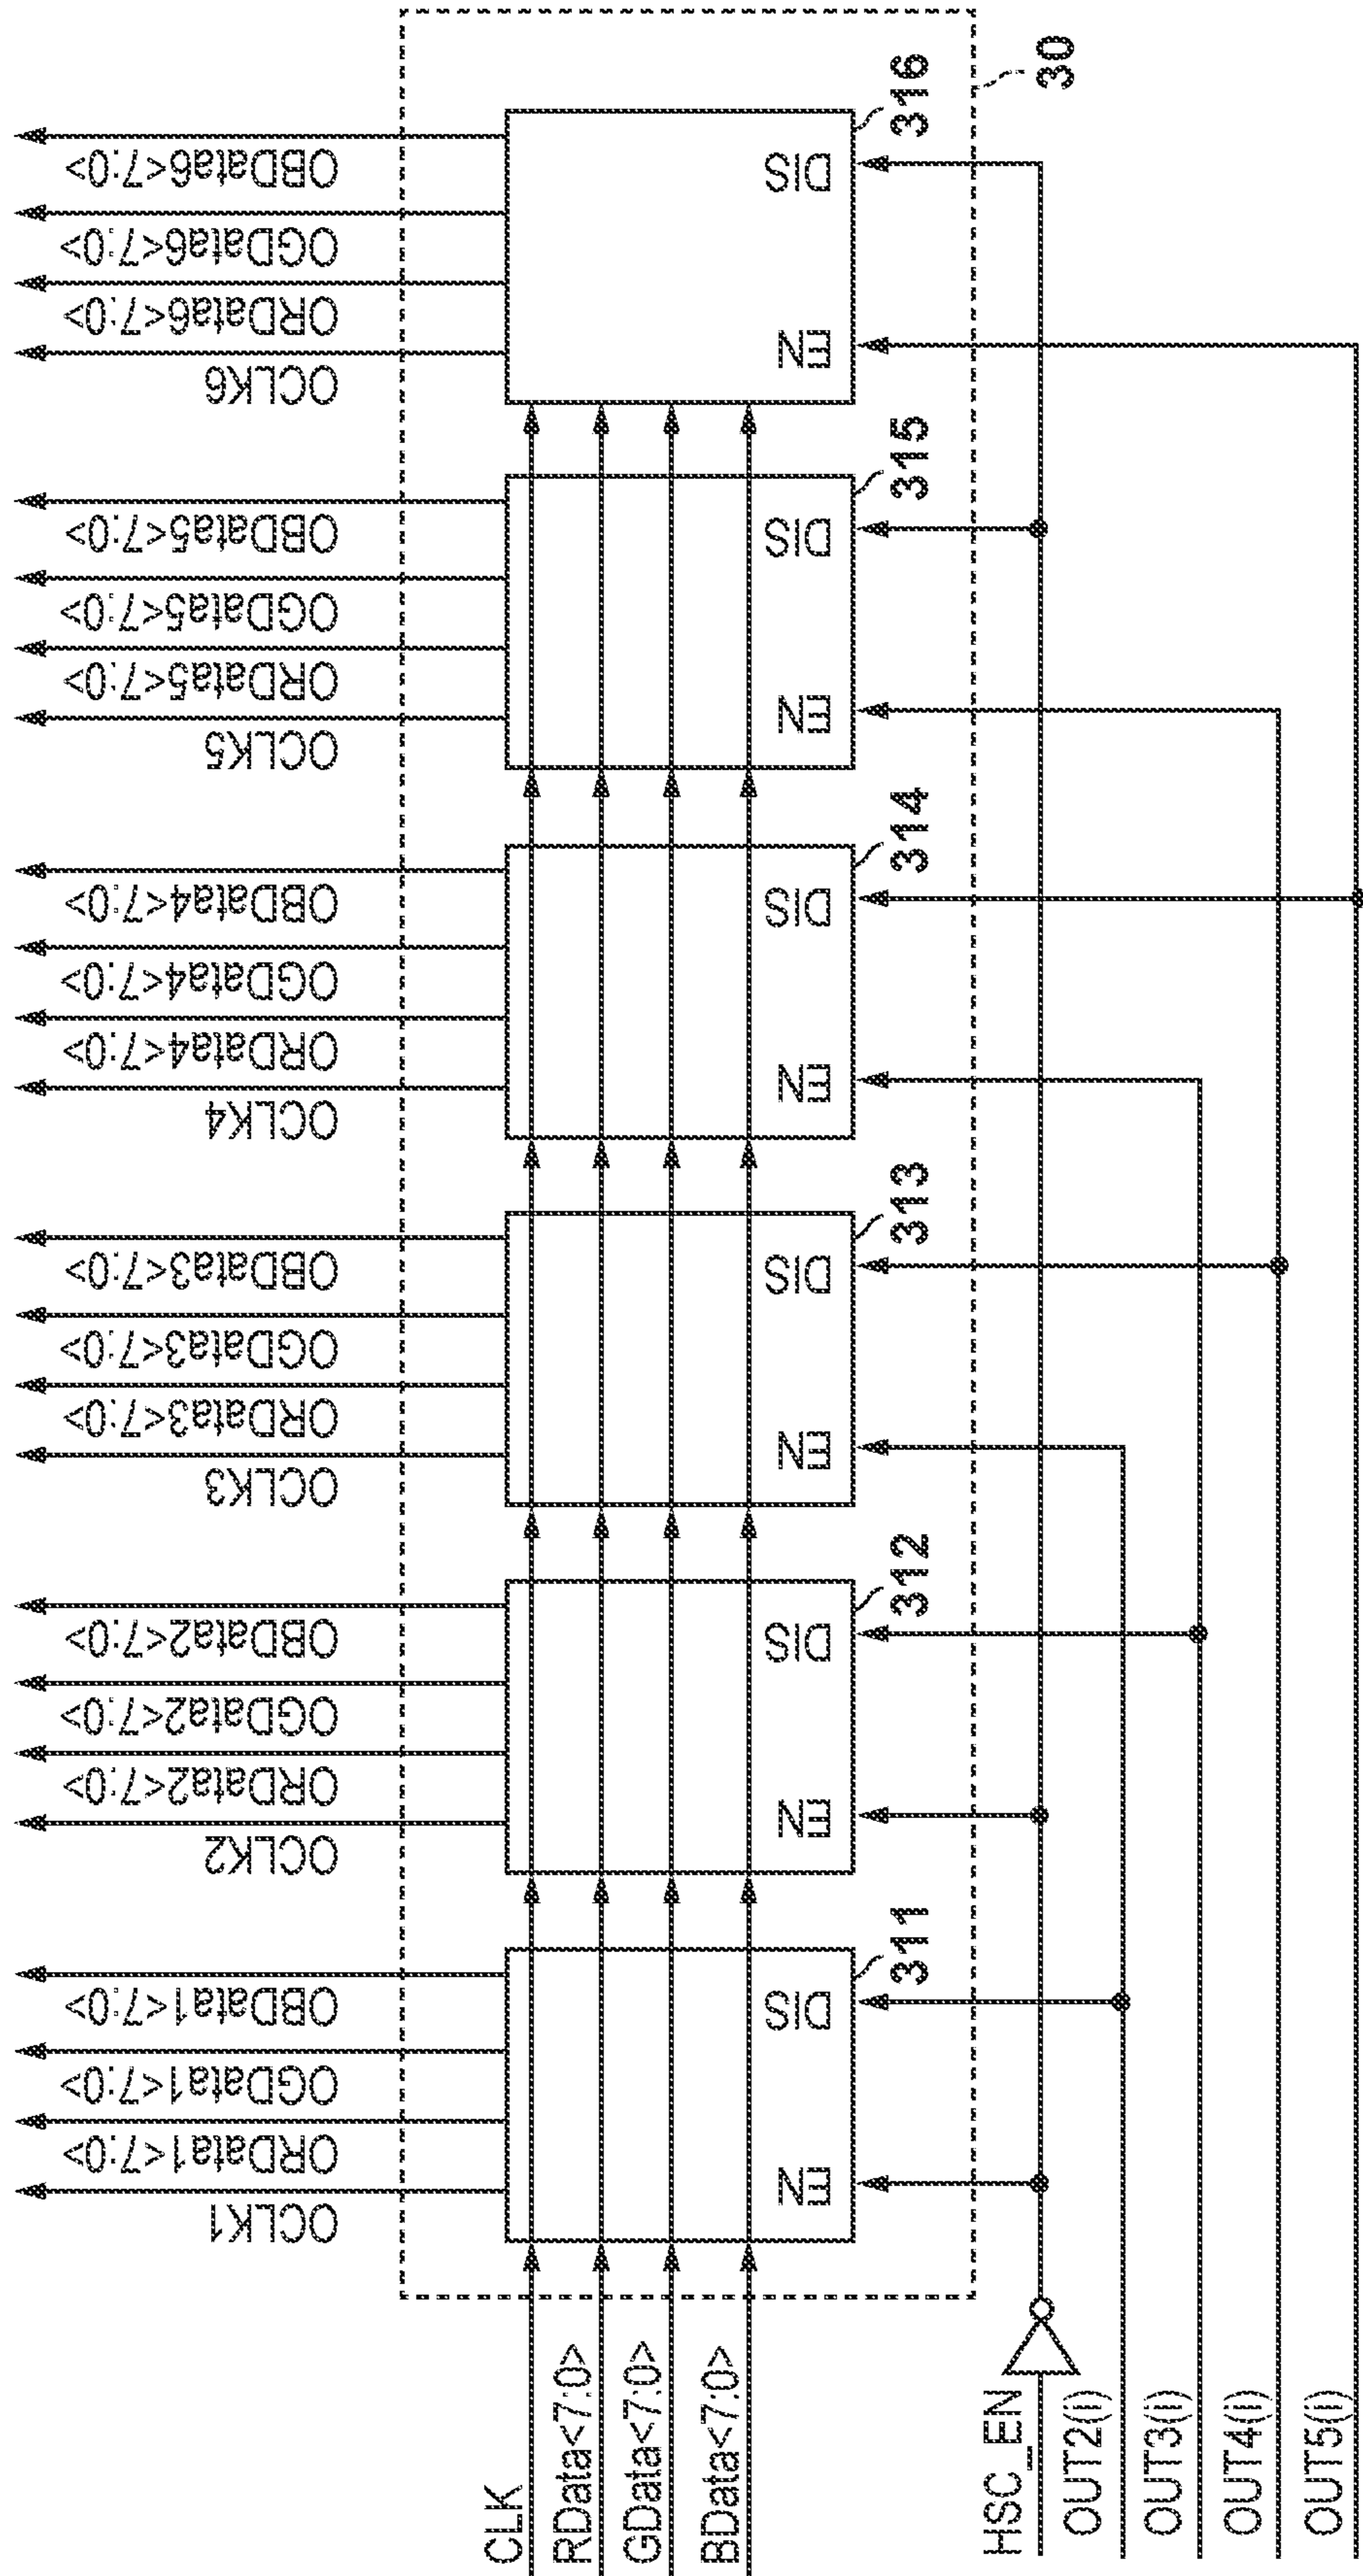 OCLK1
ORData1<7:0>
OGData1<7:0>
OBData1<7:0>
OCLK2
ORData2<7:0>
OGData2<7:0>
OBData2<7:0>
OCLK3
ORData3<7:0>
OGData3<7:0>
OBData3<7:0>
OCLK4
ORData4<7:0>
OGData4<7:0>
OBData4<7:0>
OCLK5
ORData5<7:0>
OGData5<7:0>
OBData5<7:0>
OCLK6
ORData6<7:0>
OGData6<7:0>
OBData6<7:0>
CLK
RData<7:0>
GData<7:0>
BData<7:0>
EN
DIS
311
EN
DIS
312
EN
DIS
313
EN
DIS
314
EN
DIS
315
EN
DIS
316
30
HSC_EN
OUT2(i)
OUT3(i)
OUT4(i)
OUT5(i)